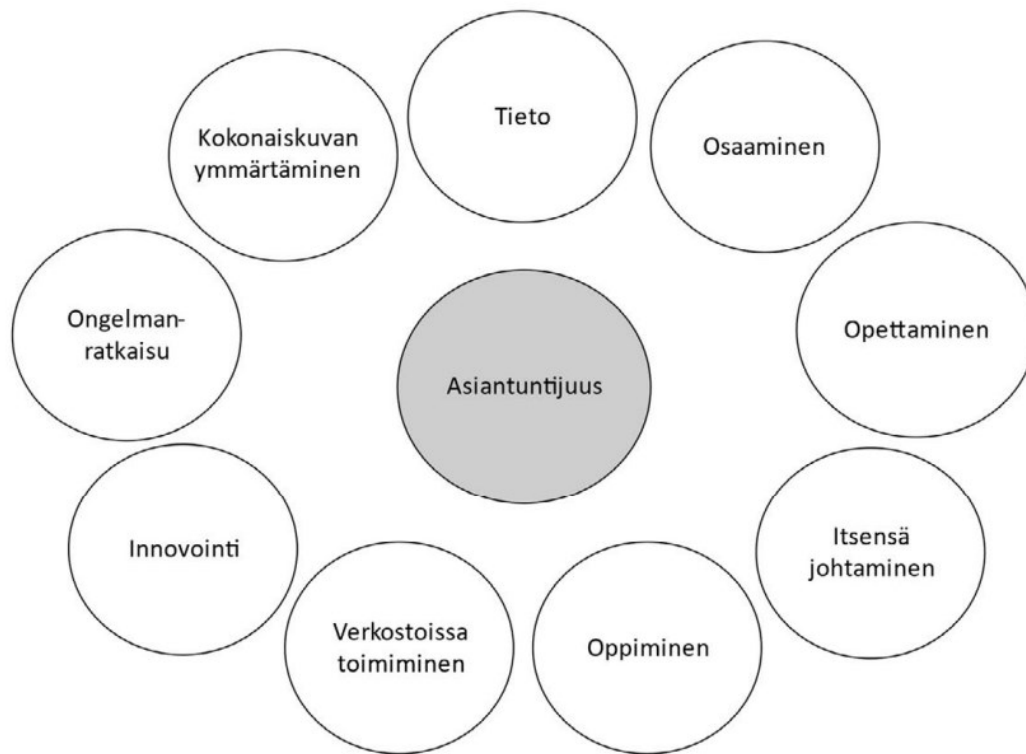 Tieto
Osaaminen
Opettaminen
Itsensä
johtaminen
Oppiminen
Verkostoissa
toimiminen
Innovointi
Ongelman-
ratkaisu
Kokonaiskuvan
ymmärtäminen
Asiantuntijuus